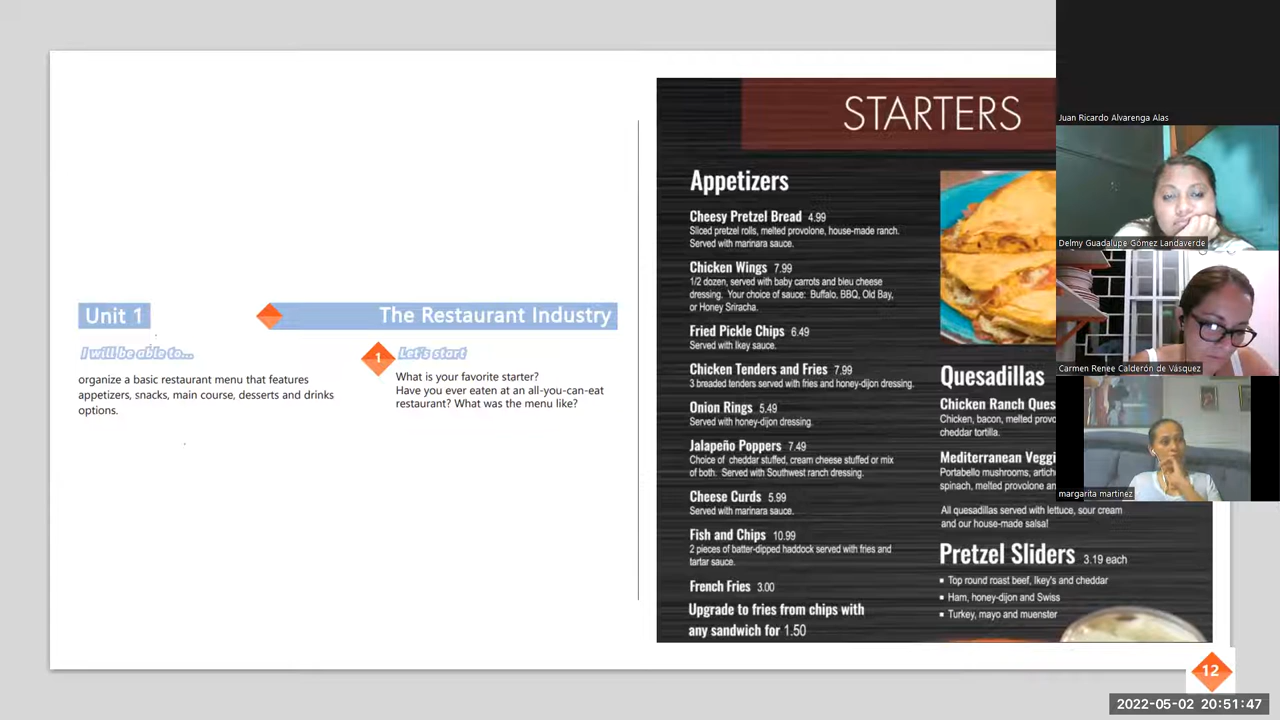 Unit 1
The Restaurant Industry
I will be able to...
organize a basic restaurant menu that features
appetizers, snacks, main course, desserts and drinks
options.
1
Let's start
What is your favorite starter?
Have you ever eaten at an all-you-can-eat
restaurant? What was the menu like?
STARTERS
Appetizers
Cheesy Pretzel Bread 4.99
Sliced pretzel rolls, melted provolone, house-made ranch.
Served with marinara sauce.
Chicken Wings 7.99
1/2 dozen, served with baby carrots and bleu cheese
dressing. Your choice of sauce: Buffalo, BBQ, Old Bay,
or Honey Sriracha.
Fried Pickle Chips 6.49
Served with Ikey sauce.
Chicken Tenders and Fries 7.99
3 breaded tenders served with fries and honey-dijon dressing.
Onion Rings 5.49
Served with honey-dijon dressing.
Jalapeño Poppers 7.49
Choice of cheddar stuffed, cream cheese stuffed or mix
of both. Served with Southwest ranch dressing.
Cheese Curds 5.99
Served with marinara sauce.
Fish and Chips 10.99
2 pieces of batter-dipped haddock served with fries and
tartar sauce.
French Fries 3.00
Upgrade to fries from chips with
any sandwich for 1.50
Quesadillas
Chicken Ranch Ques
Chicken, bacon, melted provo
cheddar tortilla.
Mediterranean Veggi
Portabello mushrooms, artich
spinach, melted provolone an
All quesadillas served with lettuce, sour cream
and our house-made salsa!
Pretzel Sliders 3.19 each
▪ Top round roast beef, Ikey's and cheddar
▪ Ham, honey-dijon and Swiss
▪ Turkey, mayo and muenster
Juan Ricardo Alvarenga Alas
Delmy Guadalupe Gómez Landaverde
Carmen Renee Calderón de Vásquez
margarita martinez
12
2022-05-02 20:51:47